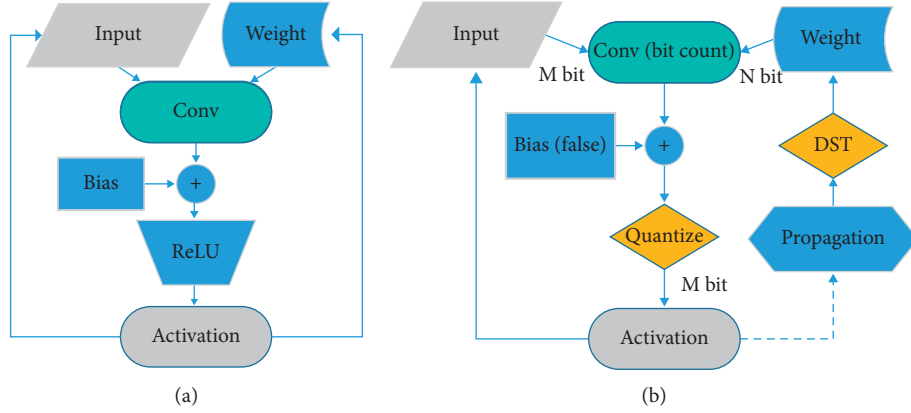 Input
Weight
Conv
Bias
+
ReLU
Activation
(a)
Input
Conv (bit count)
Weight
M bit
N bit
Bias (false)
+
DST
Quantize
Propagation
M bit
Activation
(b)